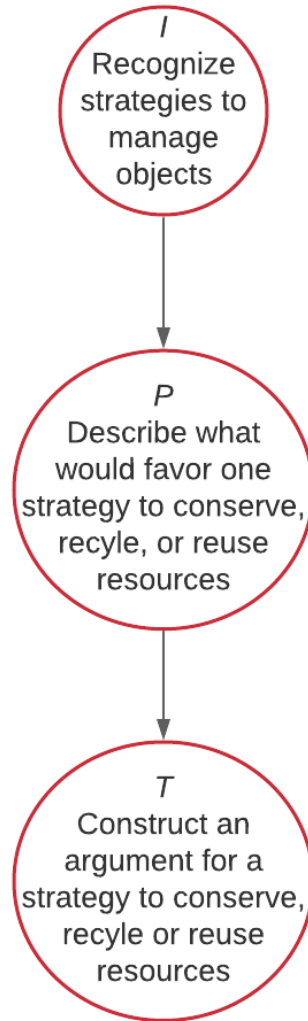 I
Recognize
strategies to
manage
objects
P
Describe what
would favor one
strategy to conserve,
recyle, or reuse
resources
T
Construct an
argument for a
strategy to conserve,
recyle or reuse
resources